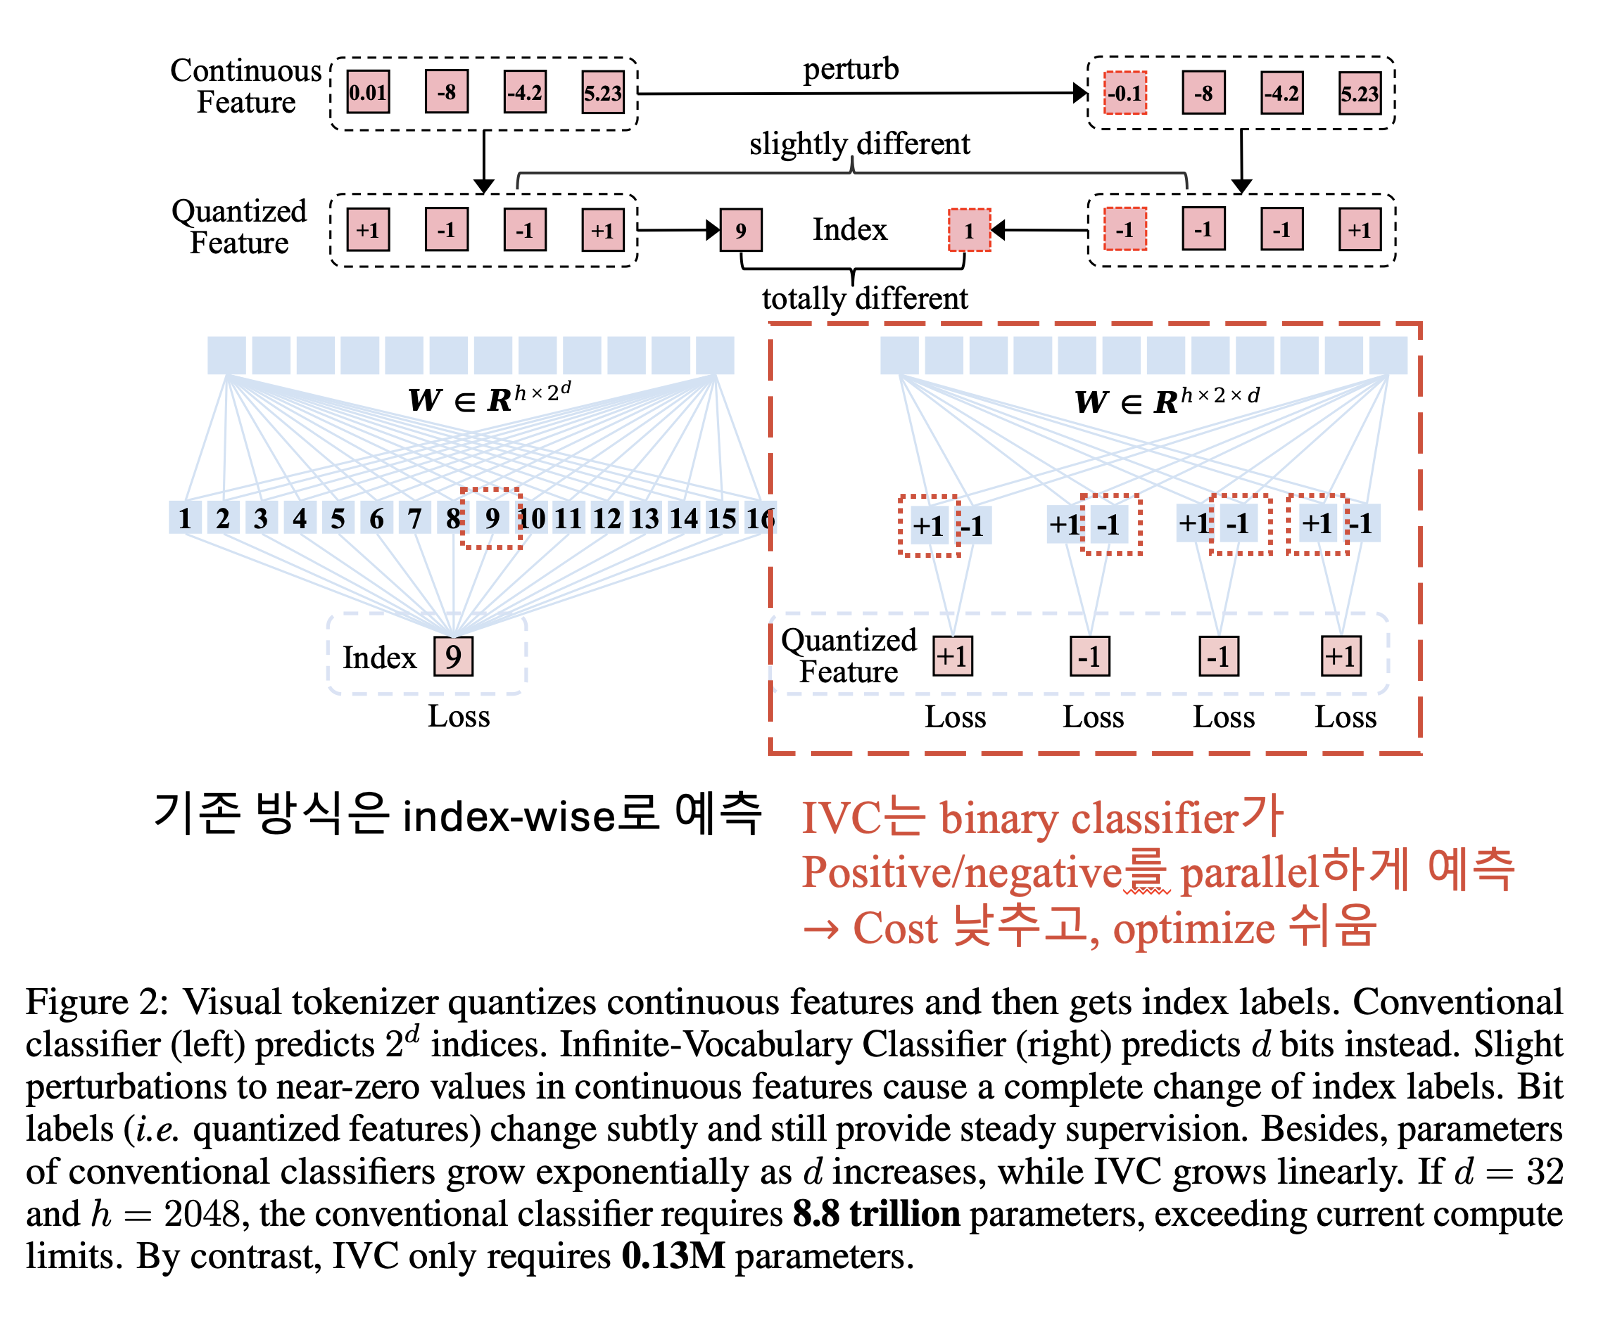 Continuous
Feature
0.01 -8 -4.2 5.23
perturb
-0.1 -8 -4.2 5.23
slightly different
Quantized
Feature
+1 -1 -1 +1
9 Index 1
-1 -1 -1 +1
totally different
W ∈ R^{h×2^d}
1 2 3 4 5 6 7 8 9 10 11 12 13 14 15 16
Index 9
Loss
W ∈ R^{h×2×d}
+1 -1 +1 -1 +1 -1 +1 -1
Quantized
Feature
+1 -1 -1 +1
Loss Loss Loss Loss
기존 방식은 index-wise로 예측
IVC는 binary classifier가
Positive/negative를 parallel하게 예측
→ Cost 낮추고, optimize 쉬움
Figure 2: Visual tokenizer quantizes continuous features and then gets index labels. Conventional
classifier (left) predicts 2^d indices. Infinite-Vocabulary Classifier (right) predicts d bits instead. Slight
perturbations to near-zero values in continuous features cause a complete change of index labels. Bit
labels (i.e. quantized features) change subtly and still provide steady supervision. Besides, parameters
of conventional classifiers grow exponentially as d increases, while IVC grows linearly. If d = 32
and h = 2048, the conventional classifier requires 8.8 trillion parameters, exceeding current compute
limits. By contrast, IVC only requires 0.13M parameters.